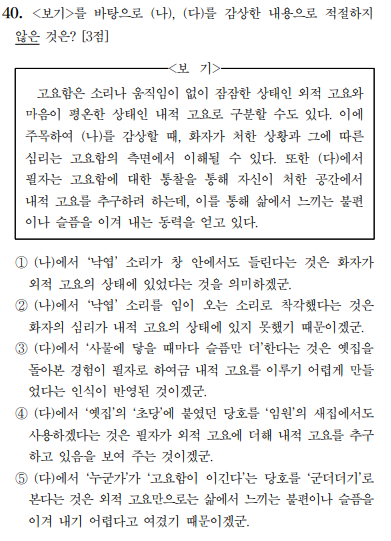 40. <보기>를 바탕으로 (나), (다)를 감상한 내용으로 적절하지
않은 것은? [3점]
<보 기>
고요함은 소리나 움직임이 없이 잠잠한 상태인 외적 고요와
마음이 평온한 상태인 내적 고요로 구분할 수도 있다. 이에
주목하여 (나)를 감상할 때, 화자가 처한 상황과 그에 따른
심리는 고요함의 측면에서 이해될 수 있다. 또한 (다)에서
필자는 고요함에 대한 통찰을 통해 자신이 처한 공간에서
내적 고요를 추구하려 하는데, 이를 통해 삶에서 느끼는 불편
이나 슬픔을 이겨 내는 동력을 얻고 있다.
① (나)에서 ‘낙엽’ 소리가 창 안에서도 들린다는 것은 화자가
외적 고요의 상태에 있었다는 것을 의미하겠군.
② (나)에서 ‘낙엽’ 소리를 임이 오는 소리로 착각했다는 것은
화자의 심리가 내적 고요의 상태에 있지 못했기 때문이겠군.
③ (다)에서 ‘사물에 닿을 때마다 슬픔만 더’한다는 것은 옛집을
돌아본 경험이 필자로 하여금 내적 고요를 이루기 어렵게 만들
었다는 인식이 반영된 것이겠군.
④ (다)에서 ‘옛집’의 ‘초당’에 붙였던 당호를 ‘임원’의 새집에서도
사용하겠다는 것은 필자가 외적 고요에 더해 내적 고요를 추구
하고 있음을 보여 주는 것이겠군.
⑤ (다)에서 ‘누군가’가 ‘고요함이 이긴다’는 당호를 ‘군더더기’로
본다는 것은 외적 고요만으로는 삶에서 느끼는 불편이나 슬픔을
이겨 내기 어렵다고 여겼기 때문이겠군.